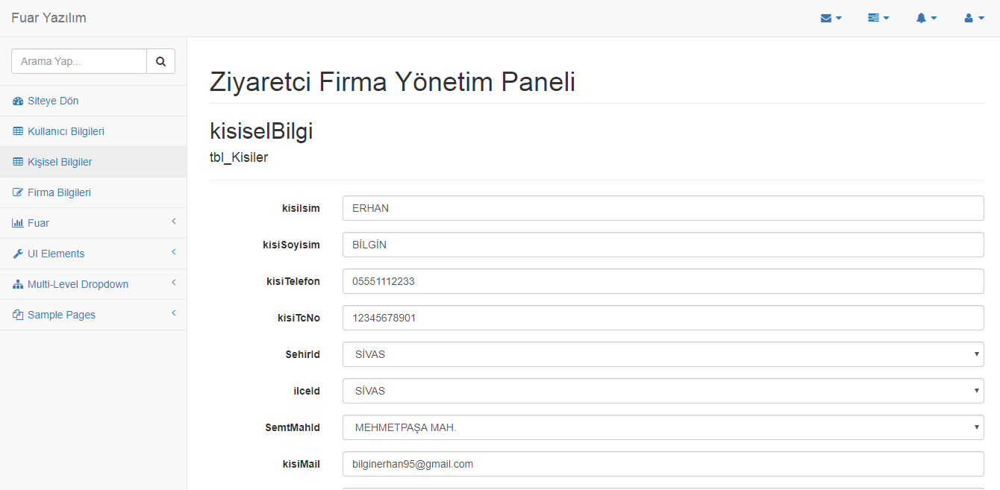 Fuar Yazılım
Arama Yap...
Siteye Dön
Kullanıcı Bilgileri
Kişisel Bilgiler
Firma Bilgileri
Fuar
UI Elements
Multi-Level Dropdown
Sample Pages
Ziyaretci Firma Yönetim Paneli
kisiselBilgi
tbl_Kisiler
kisiIsim ERHAN
kisiSoyisim BİLGİN
kisiTelefon 05551112233
kisiTcNo 12345678901
SehirId SİVAS
ilceId SİVAS
SemtMahId MEHMETPAŞA MAH.
kisiMail bilginerhan95@gmail.com